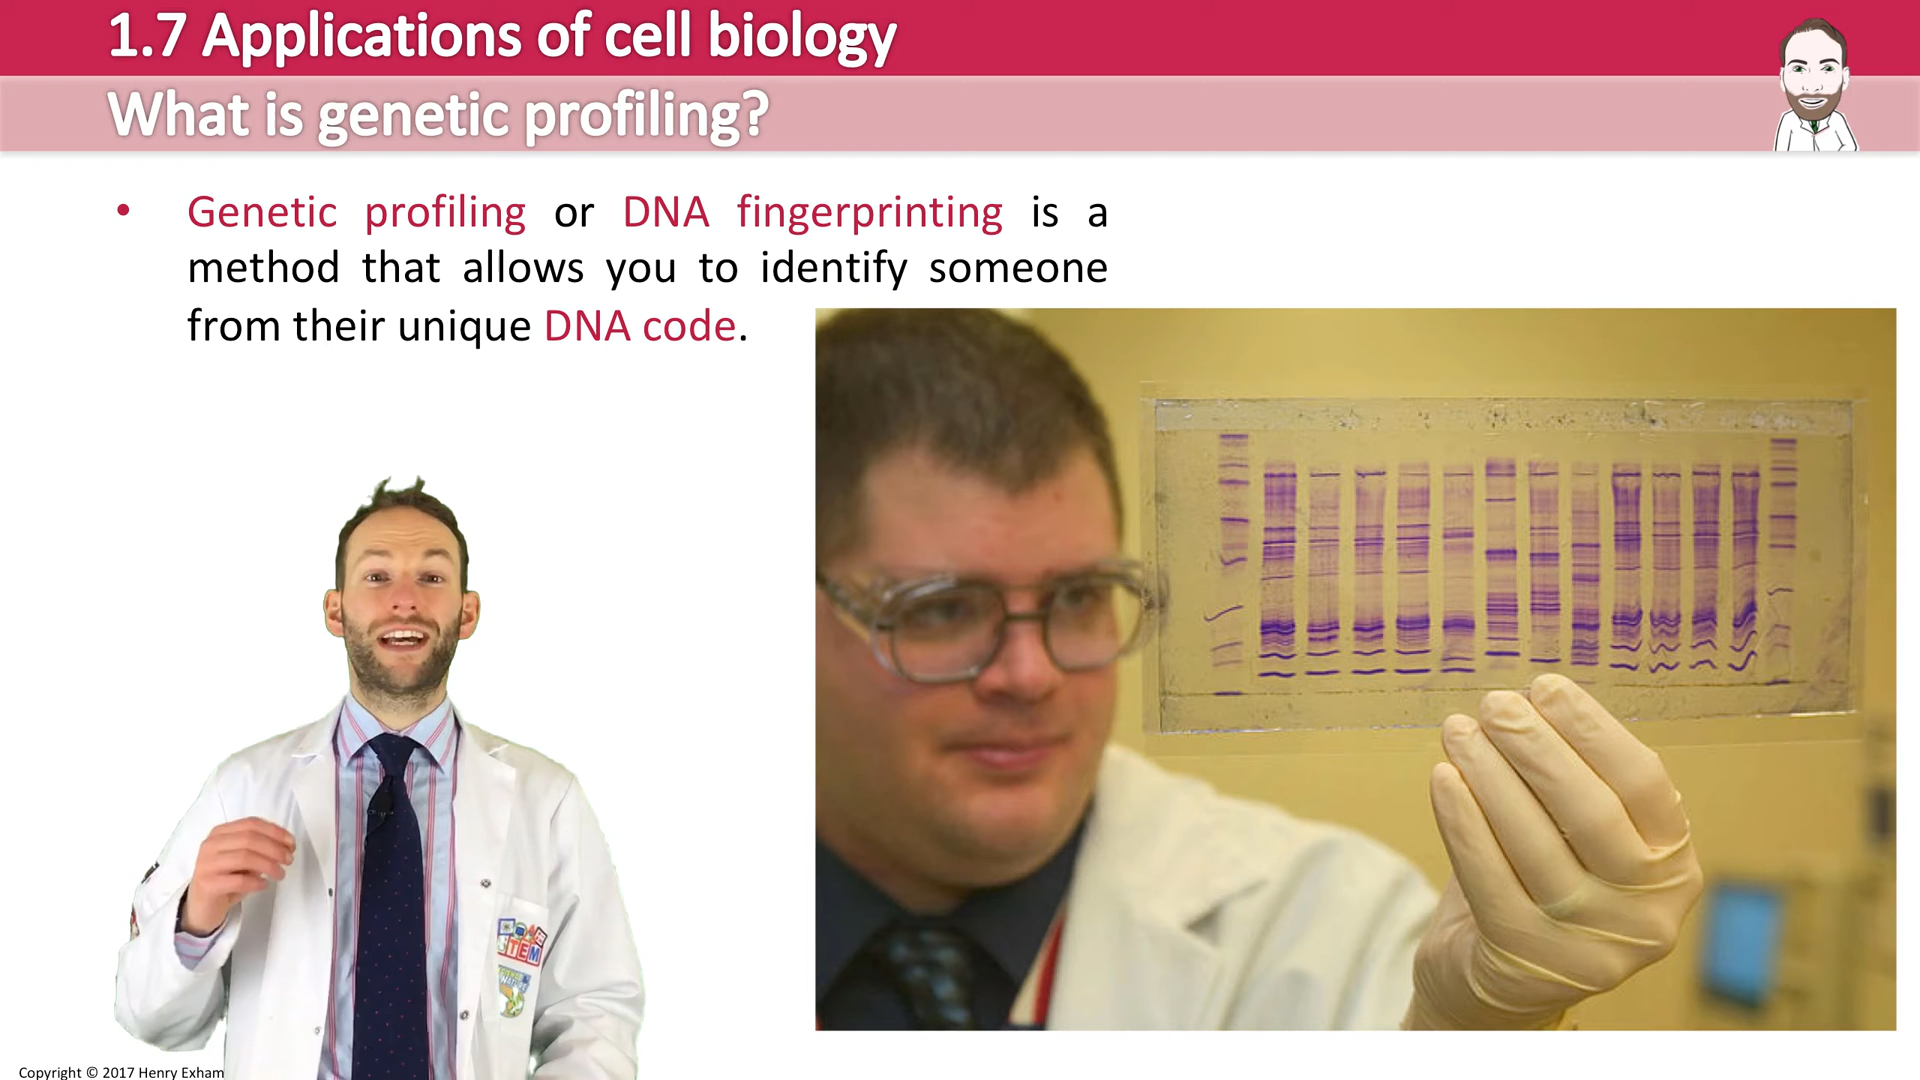 1.7 Applications of cell biology
What is genetic profiling?
• Genetic profiling or DNA fingerprinting is a
method that allows you to identify someone
from their unique DNA code.
STEM
Copyright © 2017 Henry Exham